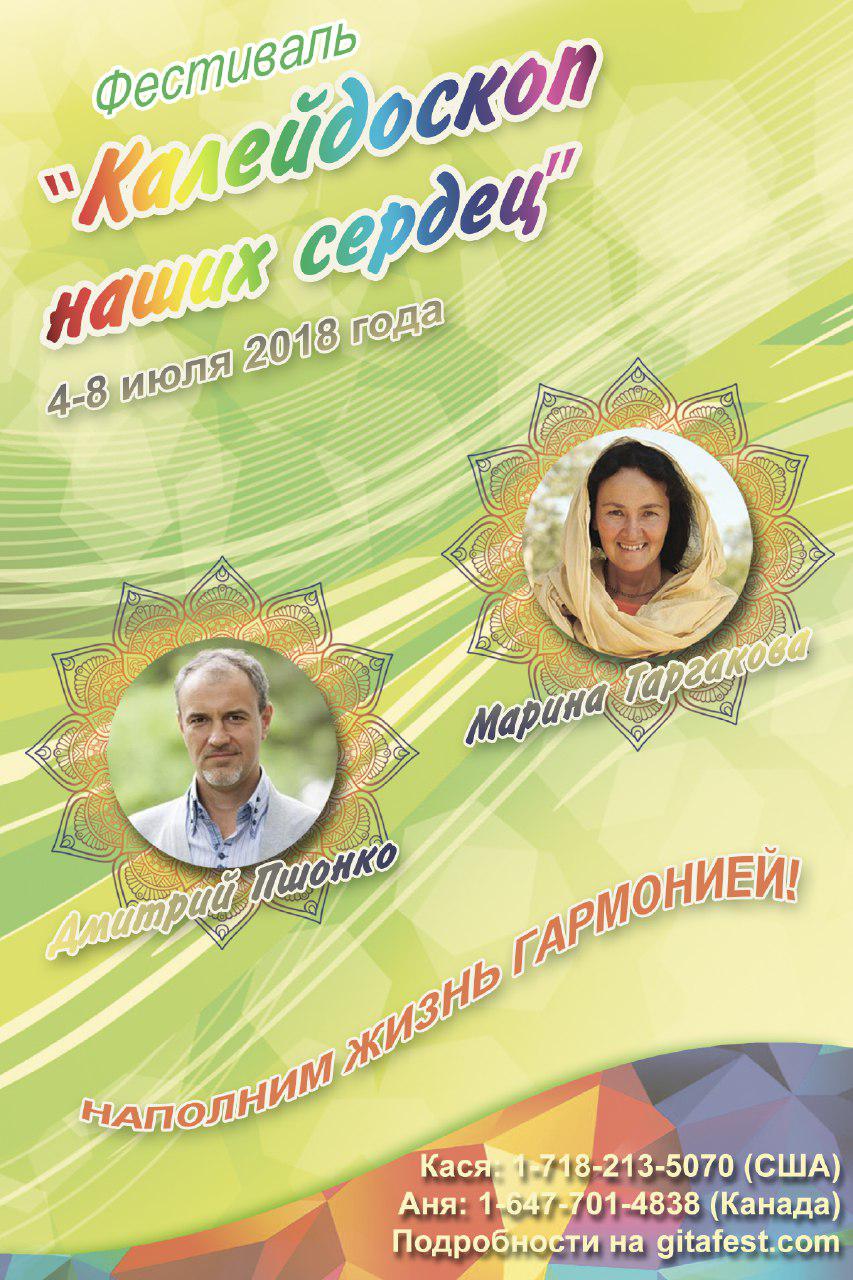 Фестиваль
"Калейдоскоп
наших сердец"
4-8 июля 2018 года
Марина Таргакова
Дмитрий Пшонко
НАПОЛНИМ ЖИЗНЬ ГАРМОНИЕЙ!
Кася: 1-718-213-5070 (США)
Аня: 1-647-701-4838 (Канада)
Подробности на gitafest.com